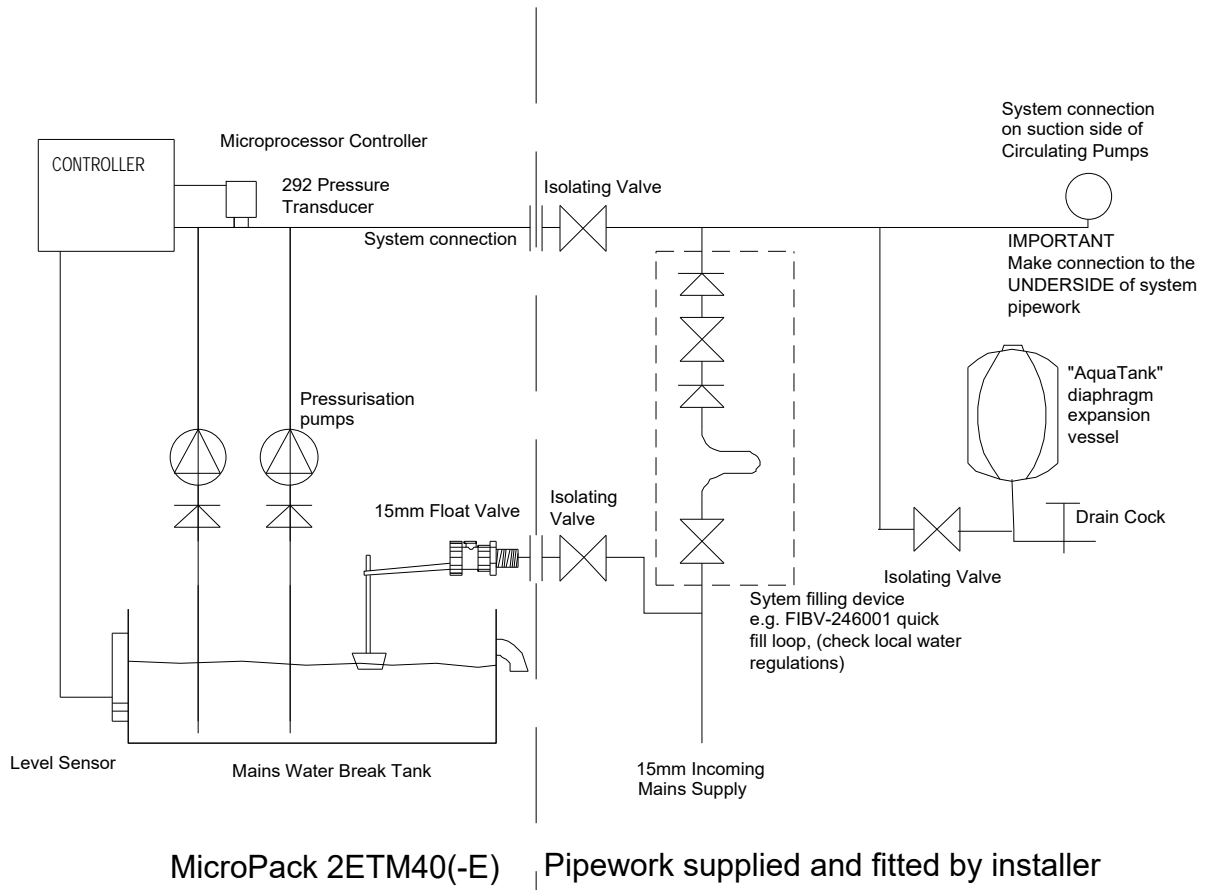 System connection
on suction side of
Circulating Pumps
Microprocessor Controller
CONTROLLER
292 Pressure
Transducer
Isolating Valve
System connection
IMPORTANT
Make connection to the
UNDERSIDE of system
pipework
"AquaTank"
diaphragm
expansion
vessel
Pressurisation
pumps
15mm Float Valve
Isolating
Valve
Drain Cock
Isolating Valve
Sytem filling device
e.g. FIBV-246001 quick
fill loop, (check local water
regulations)
Level Sensor
Mains Water Break Tank
15mm Incoming
Mains Supply
MicroPack 2ETM40(-E)
Pipework supplied and fitted by installer